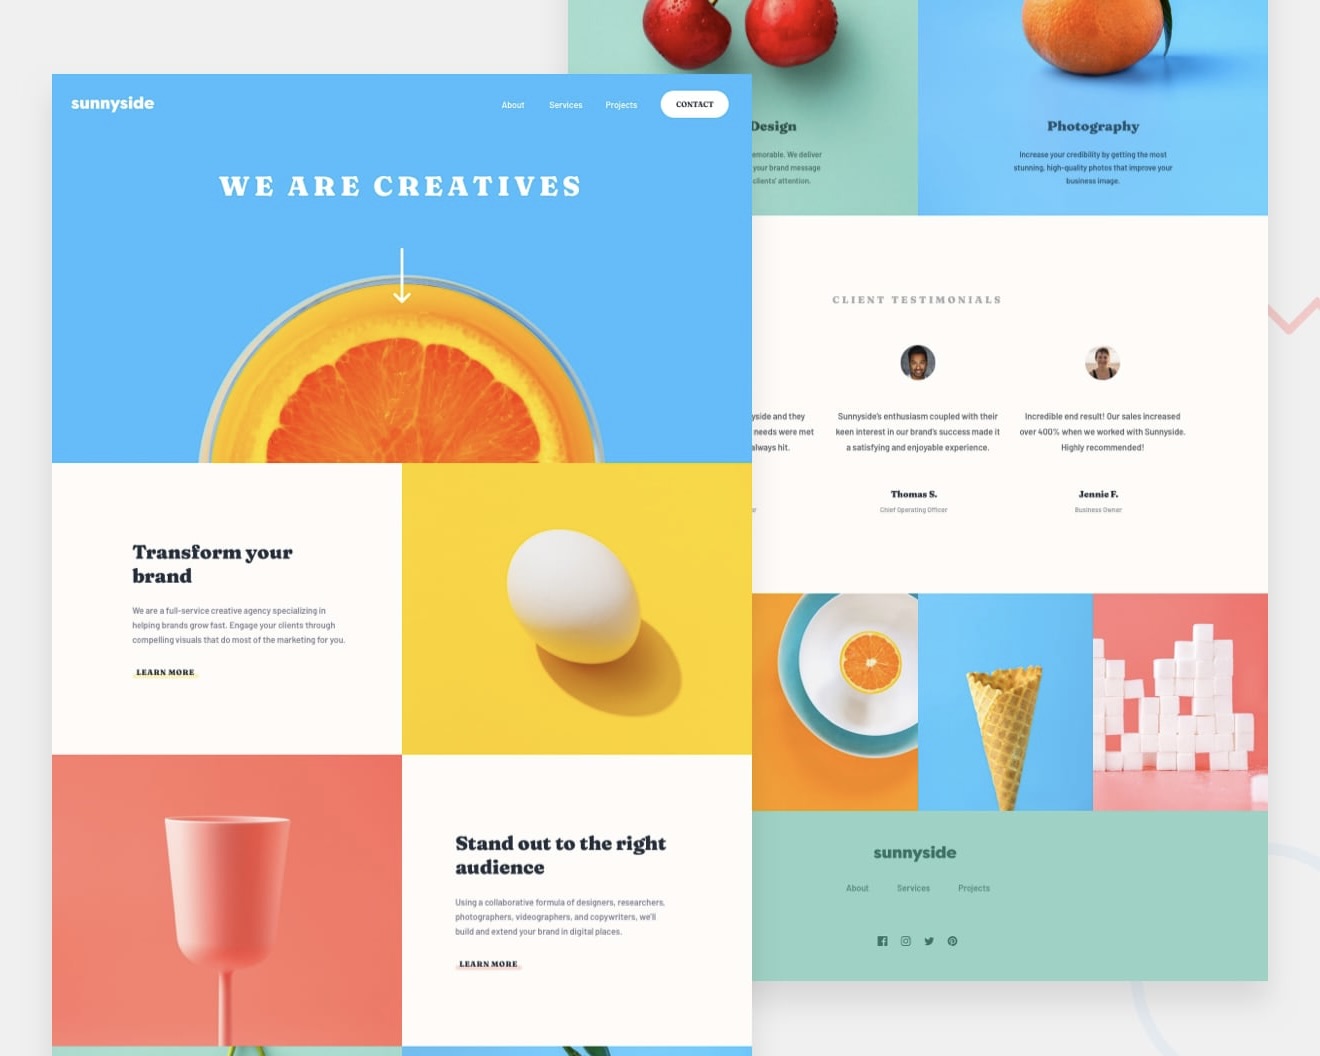 sunnyside
About
Services
Projects
CONTACT
WE ARE CREATIVES
Transform your
brand
We are a full-service creative agency specializing in
helping brands grow fast. Engage your clients through
compelling visuals that do most of the marketing for you.
LEARN MORE
Stand out to the right
audience
Using a collaborative formula of designers, researchers,
photographers, videographers, and copywriters, we'll
build and extend your brand in digital places.
LEARN MORE
Design
emorable. We deliver
your brand message
clients' attention.
Photography
Increase your credibility by getting the most
stunning, high-quality photos that improve your
business image.
CLIENT TESTIMONIALS
yside and they
needs were met
always hit.
Sunnyside's enthusiasm coupled with their
keen interest in our brand's success made it
a satisfying and enjoyable experience.
Thomas S.
Chief Operating Officer
Incredible end result! Our sales increased
over 400% when we worked with Sunnyside.
Highly recommended!
Jennie F.
Business Owner
sunnyside
About
Services
Projects